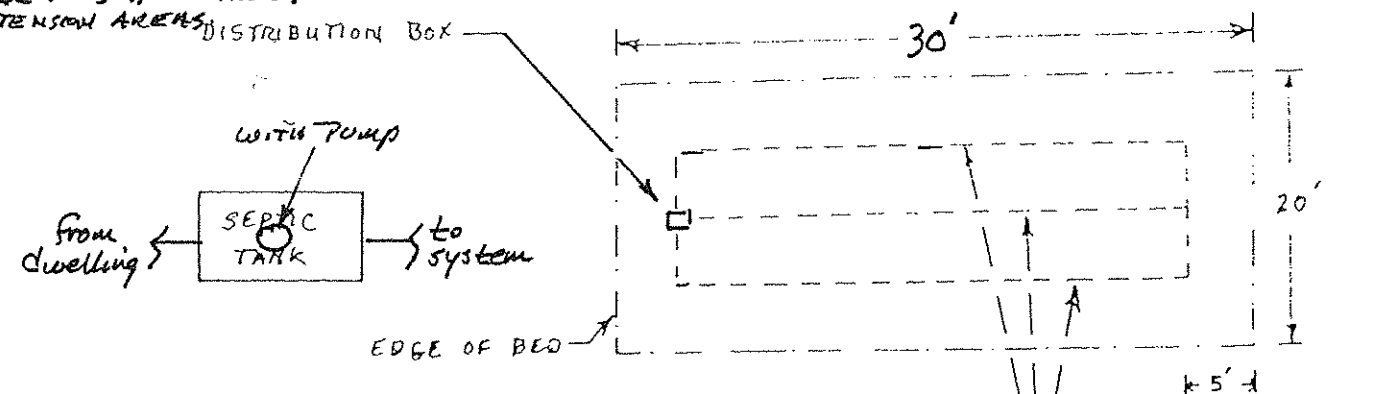 TENSION AREAS
DISTRIBUTION BOX
30'
WITH PUMP
SEPTIC
TANK
from
dwelling
to
system
20'
EDGE OF BED
5'